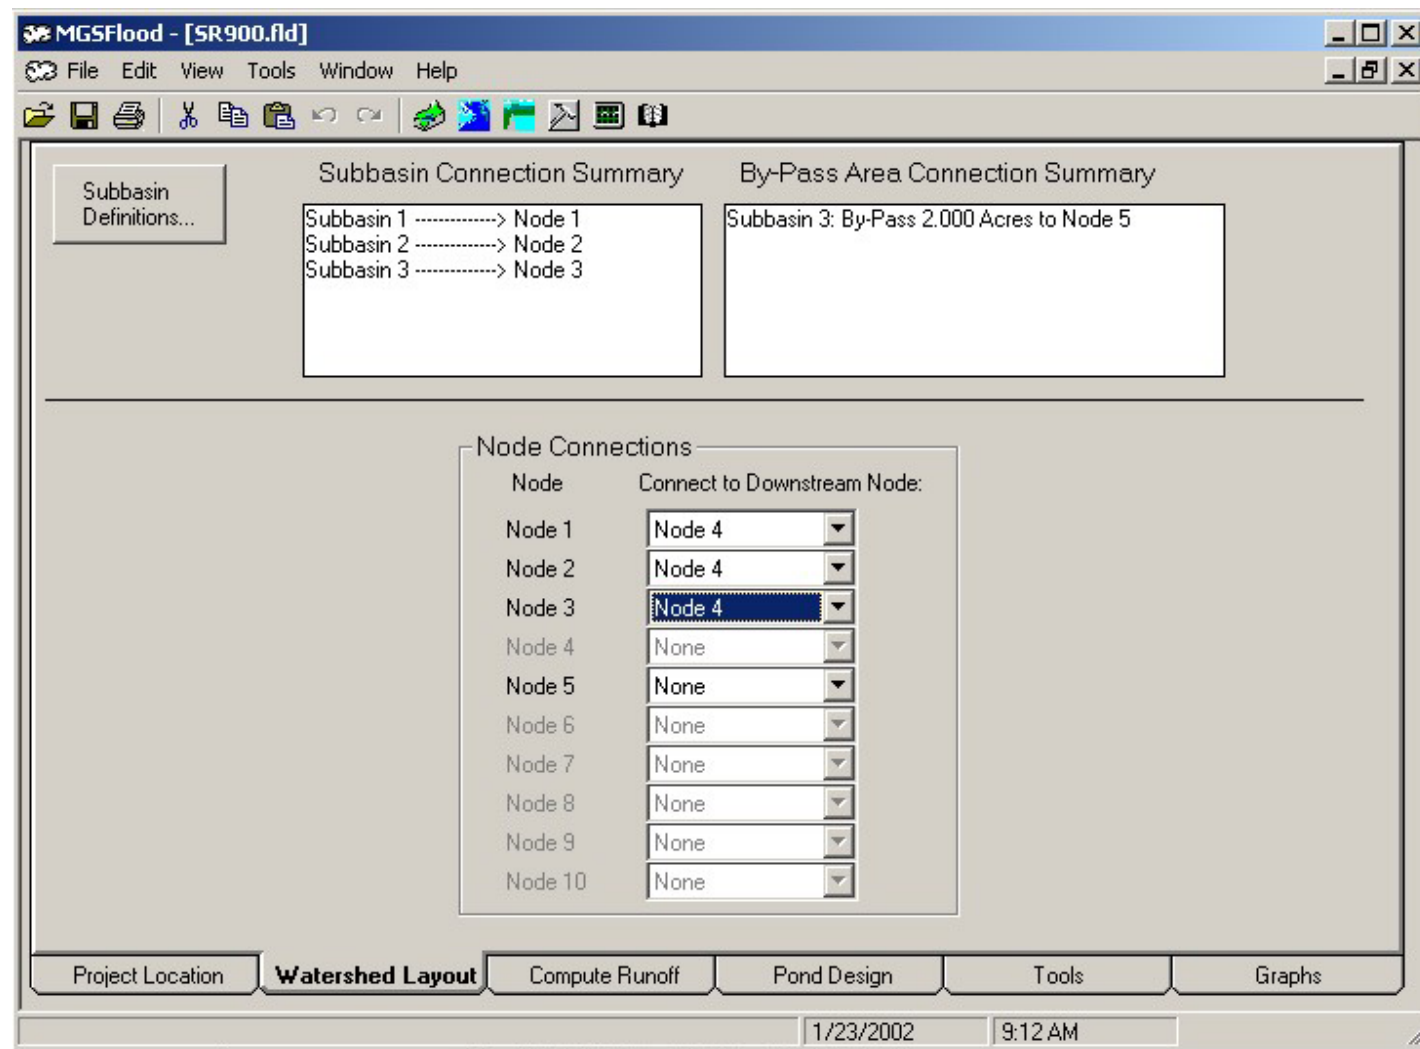 MGSFlood - [SR900.fld]
File Edit View Tools Window Help
Subbasin Definitions...
Subbasin Connection Summary
Subbasin 1 -------------> Node 1
Subbasin 2 -------------> Node 2
Subbasin 3 -------------> Node 3
By-Pass Area Connection Summary
Subbasin 3: By-Pass 2.000 Acres to Node 5
Node Connections
Node Connect to Downstream Node:
Node 1 Node 4
Node 2 Node 4
Node 3 Node 4
Node 4 None
Node 5 None
Node 6 None
Node 7 None
Node 8 None
Node 9 None
Node 10 None
Project Location Watershed Layout Compute Runoff Pond Design Tools Graphs
1/23/2002 9:12 AM